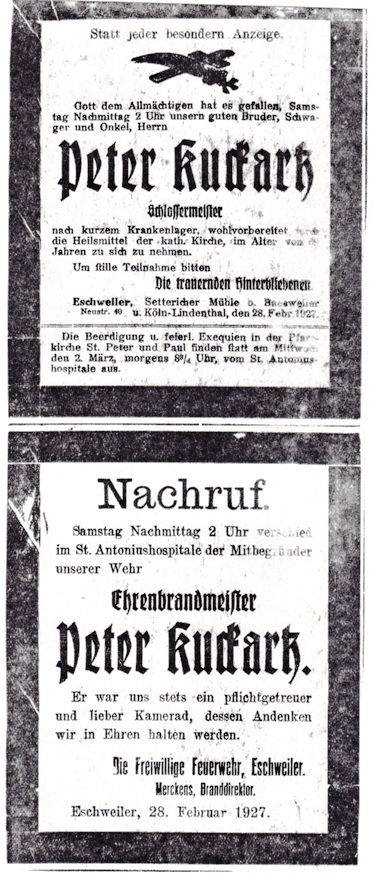 Statt jeder besondern Anzeige.
Gott dem Allmächtigen hat es gefallen, Sams-
tag Nachmittag 2 Uhr unsern guten Bruder, Schwa-
ger und Onkel, Herrn
Peter Kuckartz
Schlossermeister
nach kurzem Krankenlager, wohlvorbereitet
die Heilsmittel der kath. Kirche, im Alter von
Jahren zu sich zu nehmen.
Um stille Teilnahme bitten
Die trauernden Hinterbliebenen
Eschweiler, Settericher Mühle b. Baesweiler
Neustr. 40 u. Köln-Lindenthal, den 28. Febr. 1927.
Die Beerdigung u. feierl. Exequien in der Pfarr-
kirche St. Peter und Paul finden statt am Mittwoch
den 2. März, morgens 8¾ Uhr, vom St. Antonius-
hospitale aus.
Nachruf.
Samstag Nachmittag 2 Uhr verschied
im St. Antoninshospitale der Mitbegründer
unserer Wehr
Ehrenbrandmeister
Peter Kuckartz.
Er war uns stets ein pflichtgetreuer
und lieber Kamerad, dessen Andenken
wir in Ehren halten werden.
Die Freiwillige Feuerwehr, Eschweiler.
Merckens, Branddirektor.
Eschweiler, 28. Februar 1927.